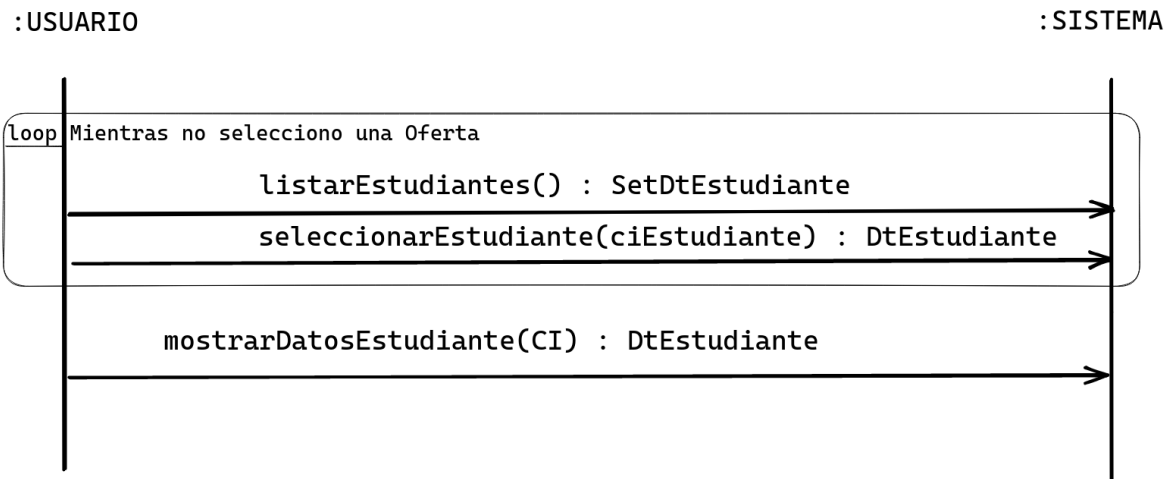 :USUARIO :SISTEMA
loop Mientras no selecciono una Oferta
listarEstudiantes() : SetDtEstudiante
seleccionarEstudiante(ciEstudiante) : DtEstudiante
mostrarDatosEstudiante(CI) : DtEstudiante